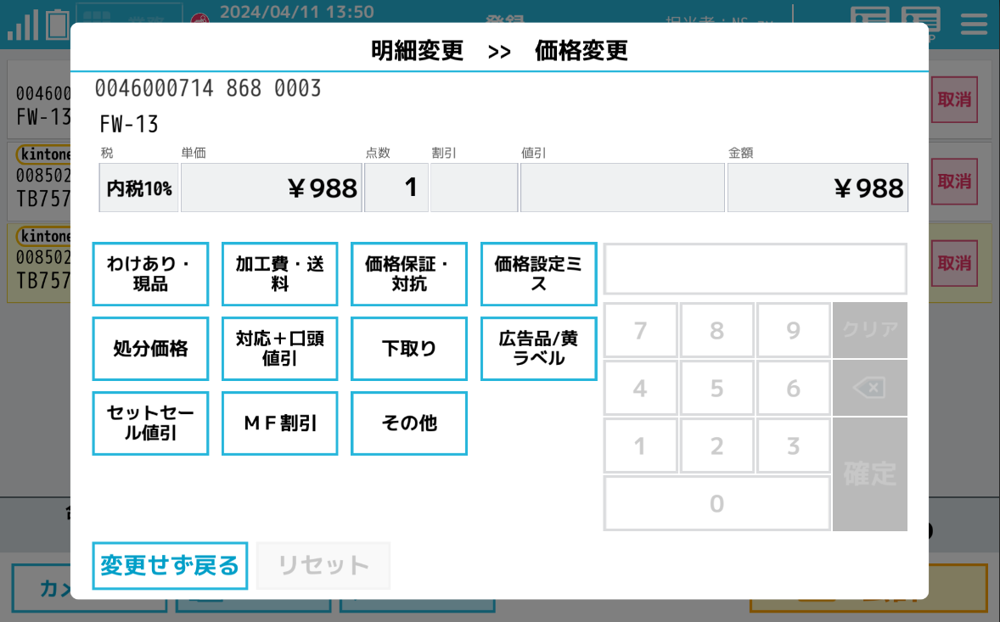 2024/04/11 13:50
登録
明細変更 >> 価格変更
0046000714 868 0003
FW-13
税 単価 点数 割引 値引 金額
内税10% ￥988 1 ￥988
わけあり・
現品
加工費・送
料
価格保証・
対抗
価格設定ミ
ス
処分価格
対応＋口頭
値引
下取り
広告品/黄
ラベル
セットセー
ル値引
ＭＦ割引
その他
7 8 9 クリア
4 5 6
1 2 3 確定
0
変更せず戻る リセット
004600
FW-13
取消
kintone
008502
TB757
取消
kintone
008502
TB757
取消